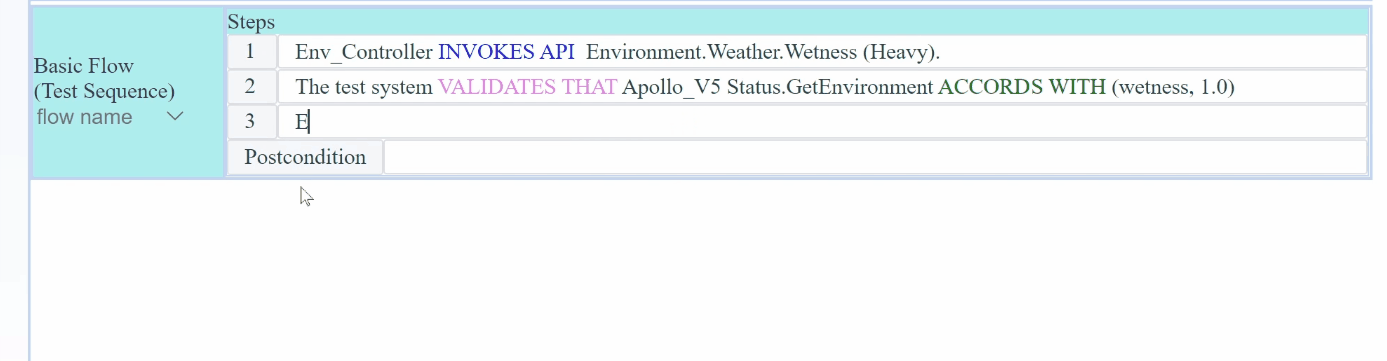 Steps
Basic Flow
(Test Sequence)
flow name
1 Env_Controller INVOKES API Environment.Weather.Wetness (Heavy).
2 The test system VALIDATES THAT Apollo_V5 Status.GetEnvironment ACCORDS WITH (wetness, 1.0)
3 E
Postcondition